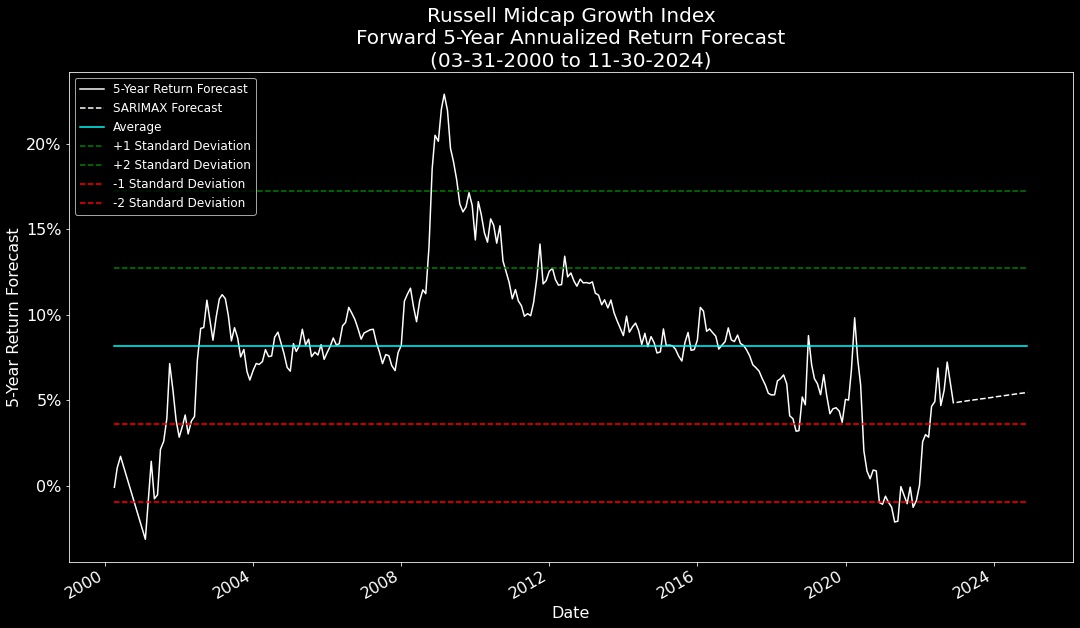 Russell Midcap Growth Index
Forward 5-Year Annualized Return Forecast
(03-31-2000 to 11-30-2024)
5-Year Return Forecast
SARIMAX Forecast
Average
+1 Standard Deviation
+2 Standard Deviation
-1 Standard Deviation
-2 Standard Deviation
20%
15%
10%
5%
0%
5-Year Return Forecast
2000
2004
2008
2012
2016
2020
2024
Date